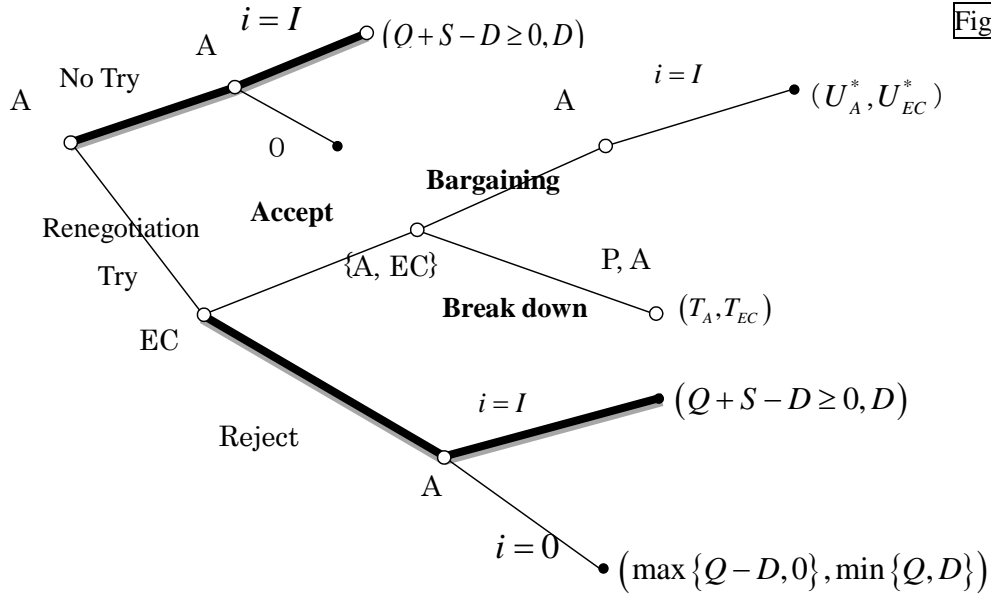 i = I
Fig
(Q + S − D ≥ 0, D)
A
No Try
i = I
A
A
(U*_A, U*_EC)
0
Bargaining
Accept
Renegotiation
{A, EC}
P, A
Try
Break down
(T_A, T_EC)
EC
i = I
(Q + S − D ≥ 0, D)
Reject
A
i = 0
(max{Q − D, 0}, min{Q, D})